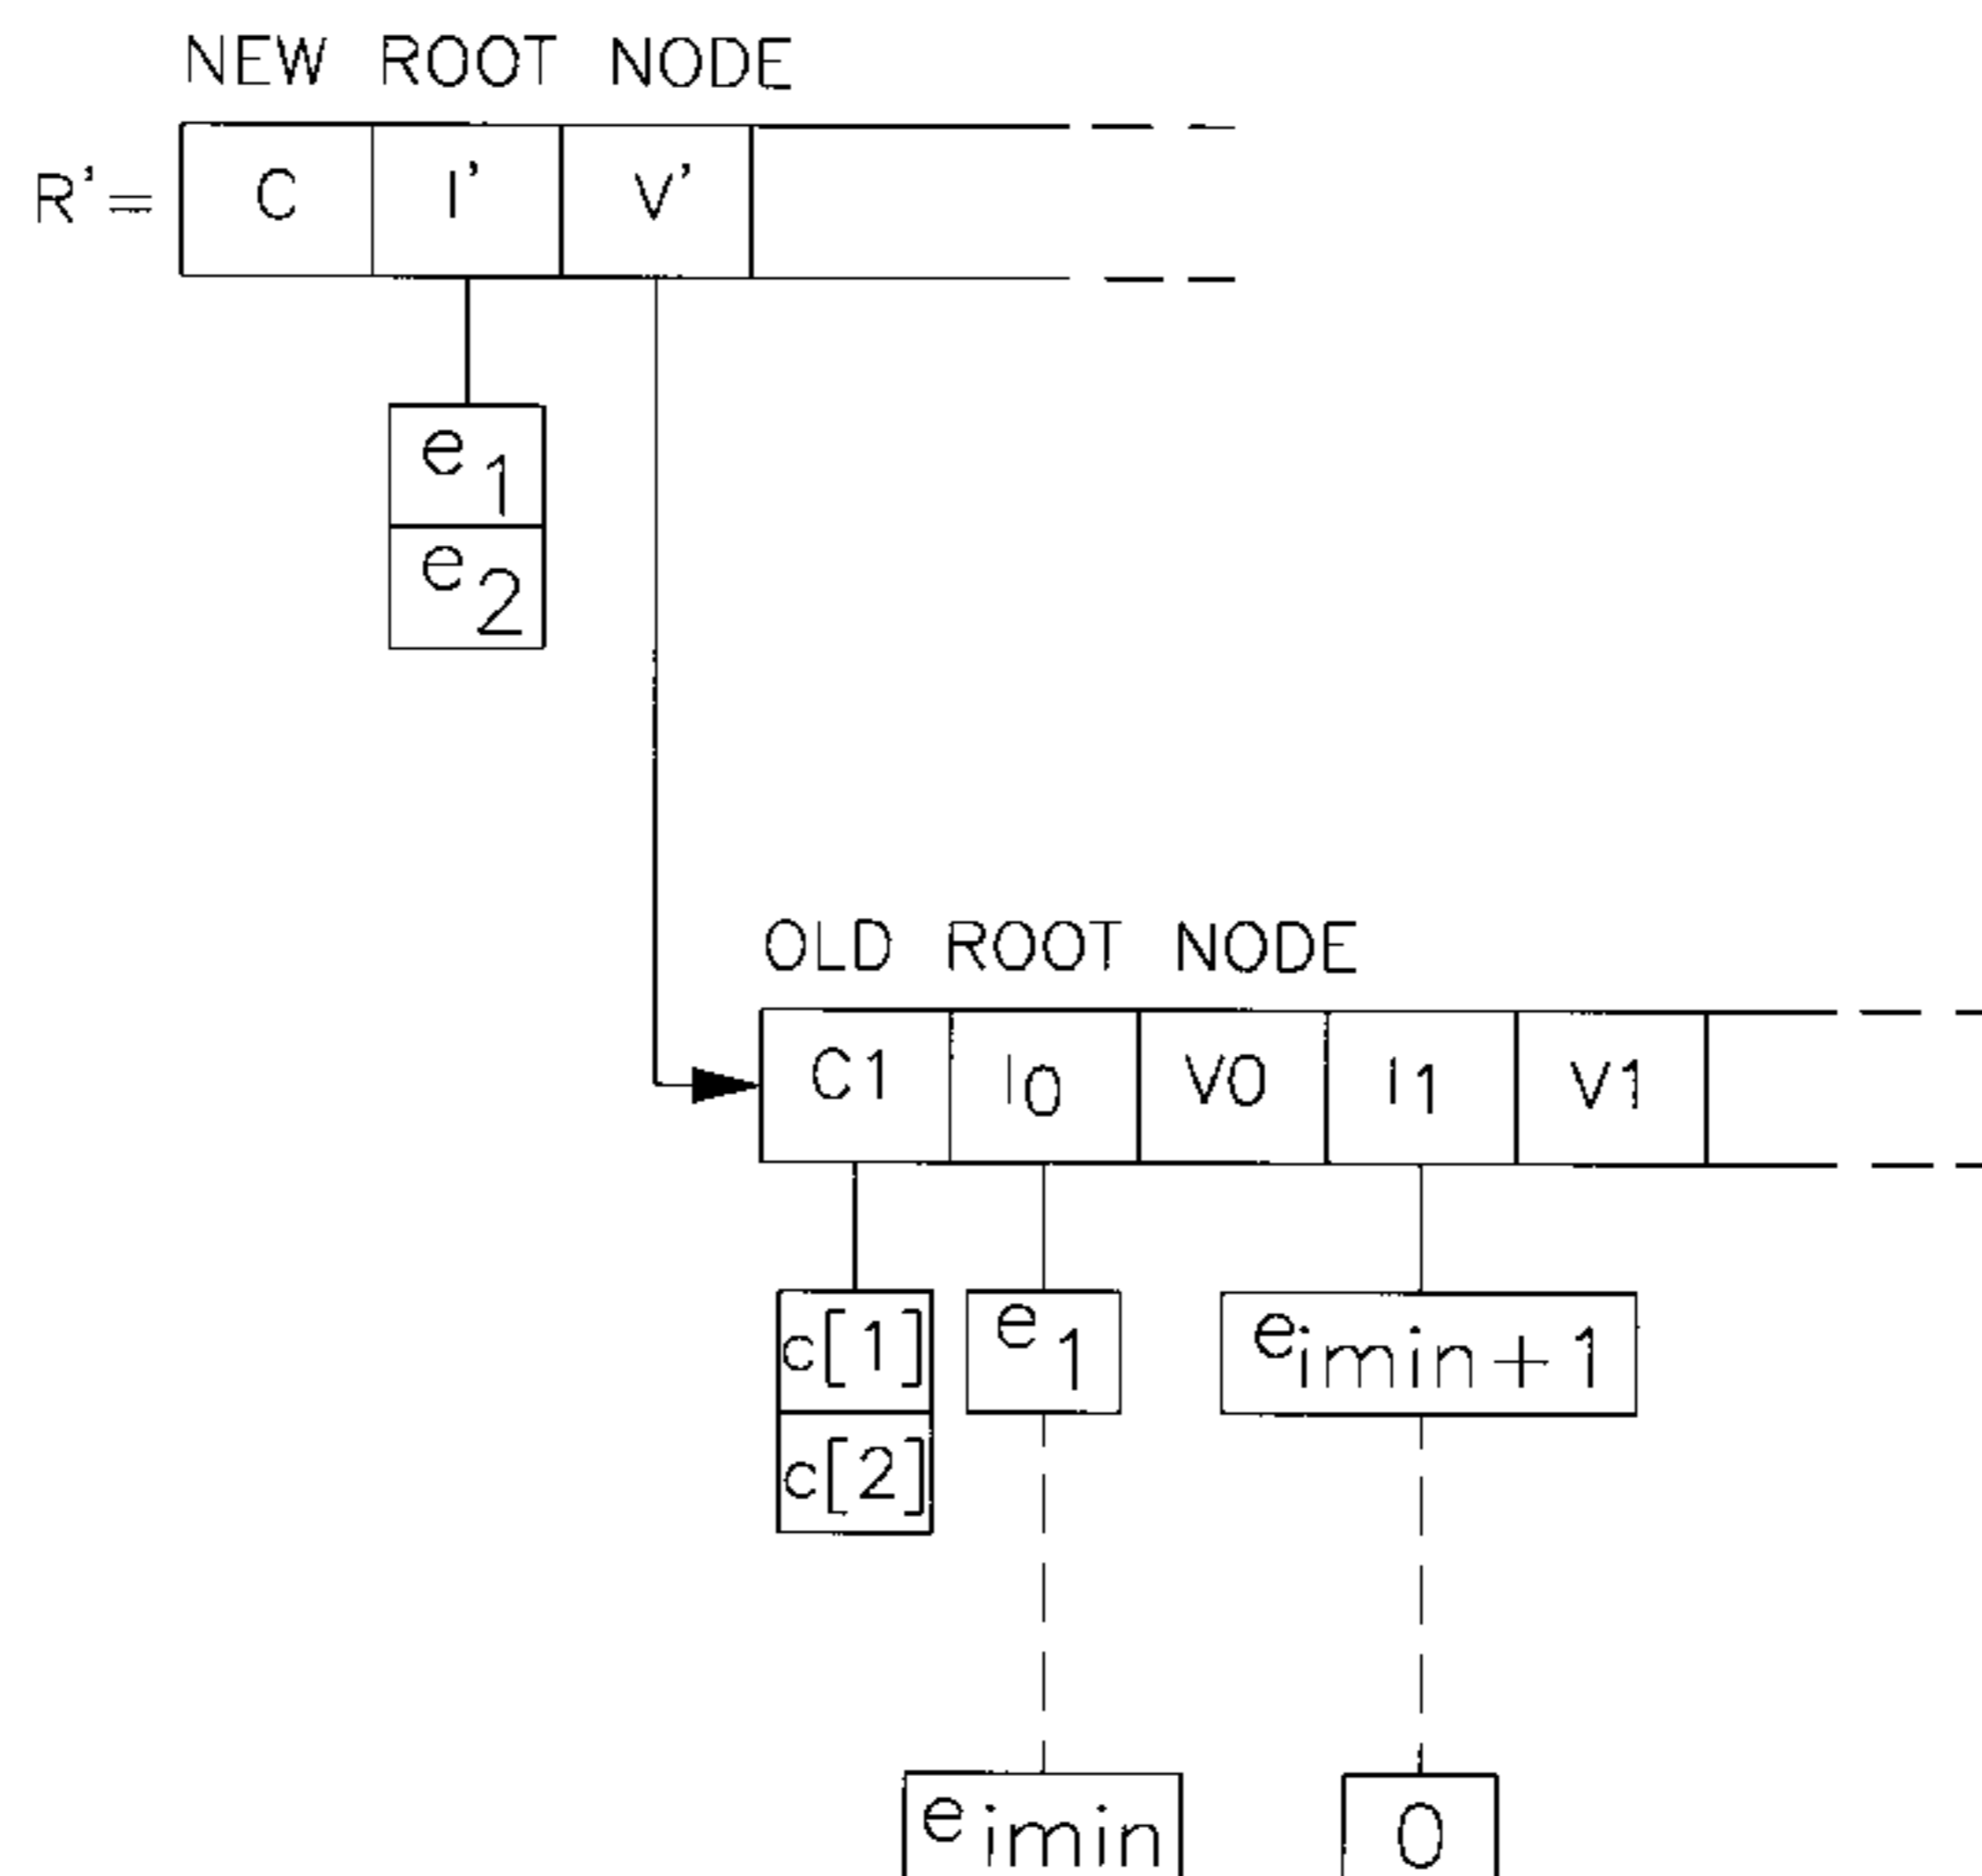 NEW ROOT NODE
R'= C I' V'
e1
e2
OLD ROOT NODE
C1 I0 V0 I1 V1
c[1] e1 eimin+1
c[2]
eimin 0